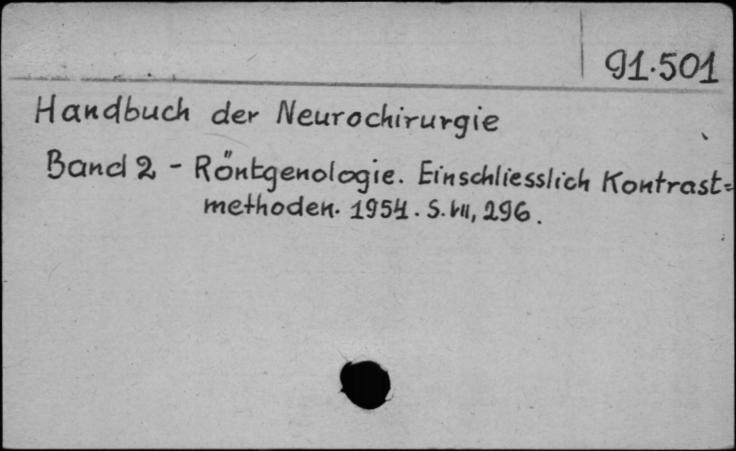 91.501
Handbuch der Neurochirurgie
Band 2 - Röntgenologie. Einschliesslich Kontrast=
methoden. 1954. S. VII, 296.